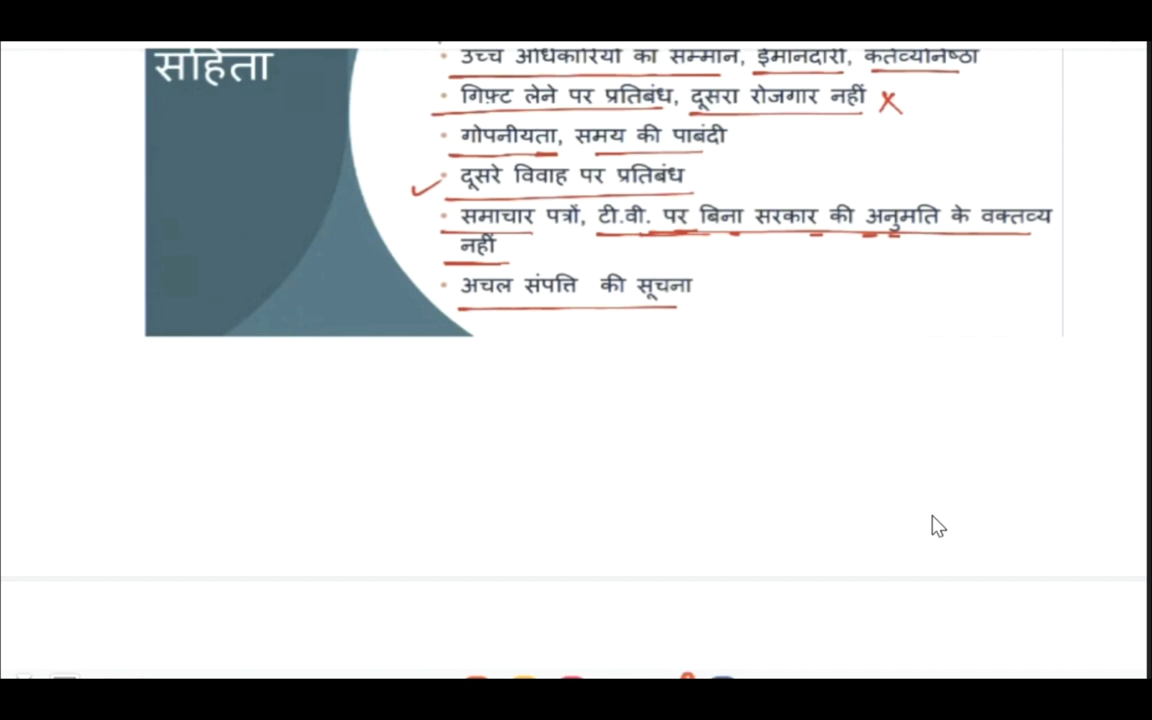 संहिता
उच्च अधिकारियों का सम्मान, ईमानदारी, कर्तव्यनिष्ठा
गिफ़्ट लेने पर प्रतिबंध, दूसरा रोजगार नहीं
गोपनीयता, समय की पाबंदी
दूसरे विवाह पर प्रतिबंध
समाचार पत्रों, टी.वी. पर बिना सरकार की अनुमति के वक्तव्य
नहीं
अचल संपत्ति की सूचना